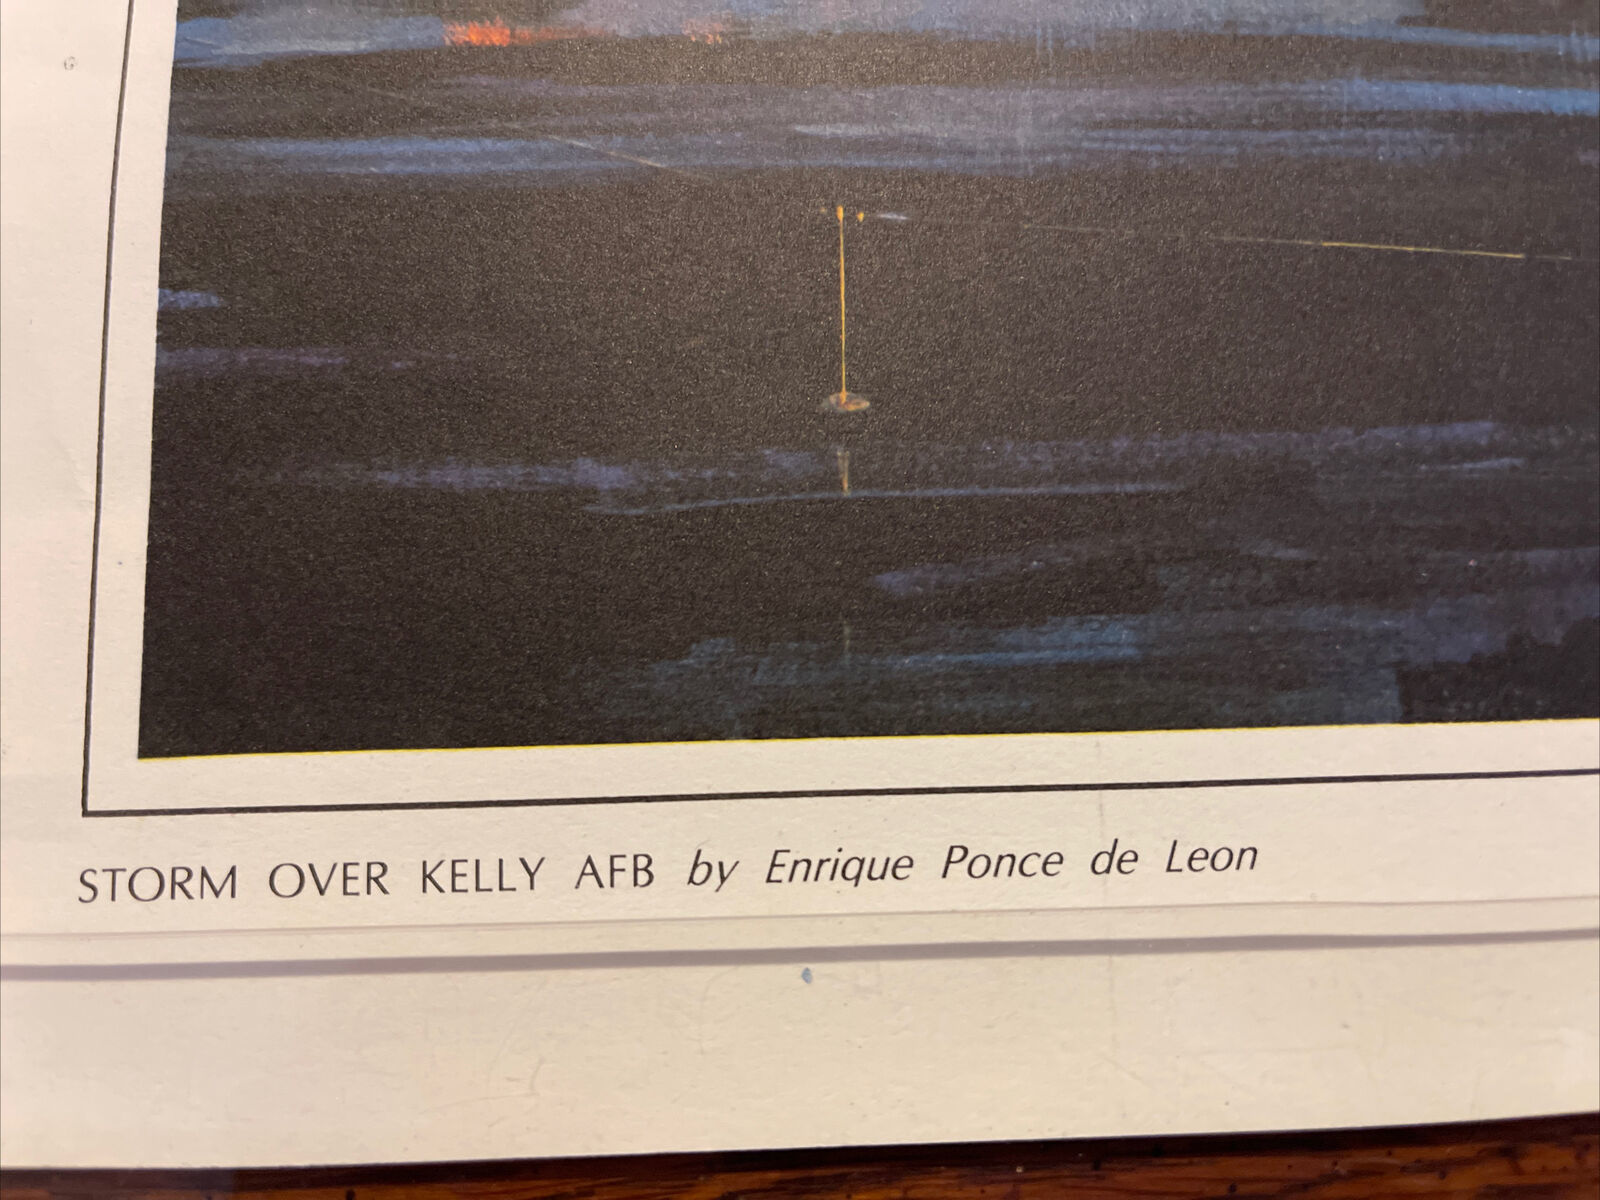 STORM OVER KELLY AFB by Enrique Ponce de Leon